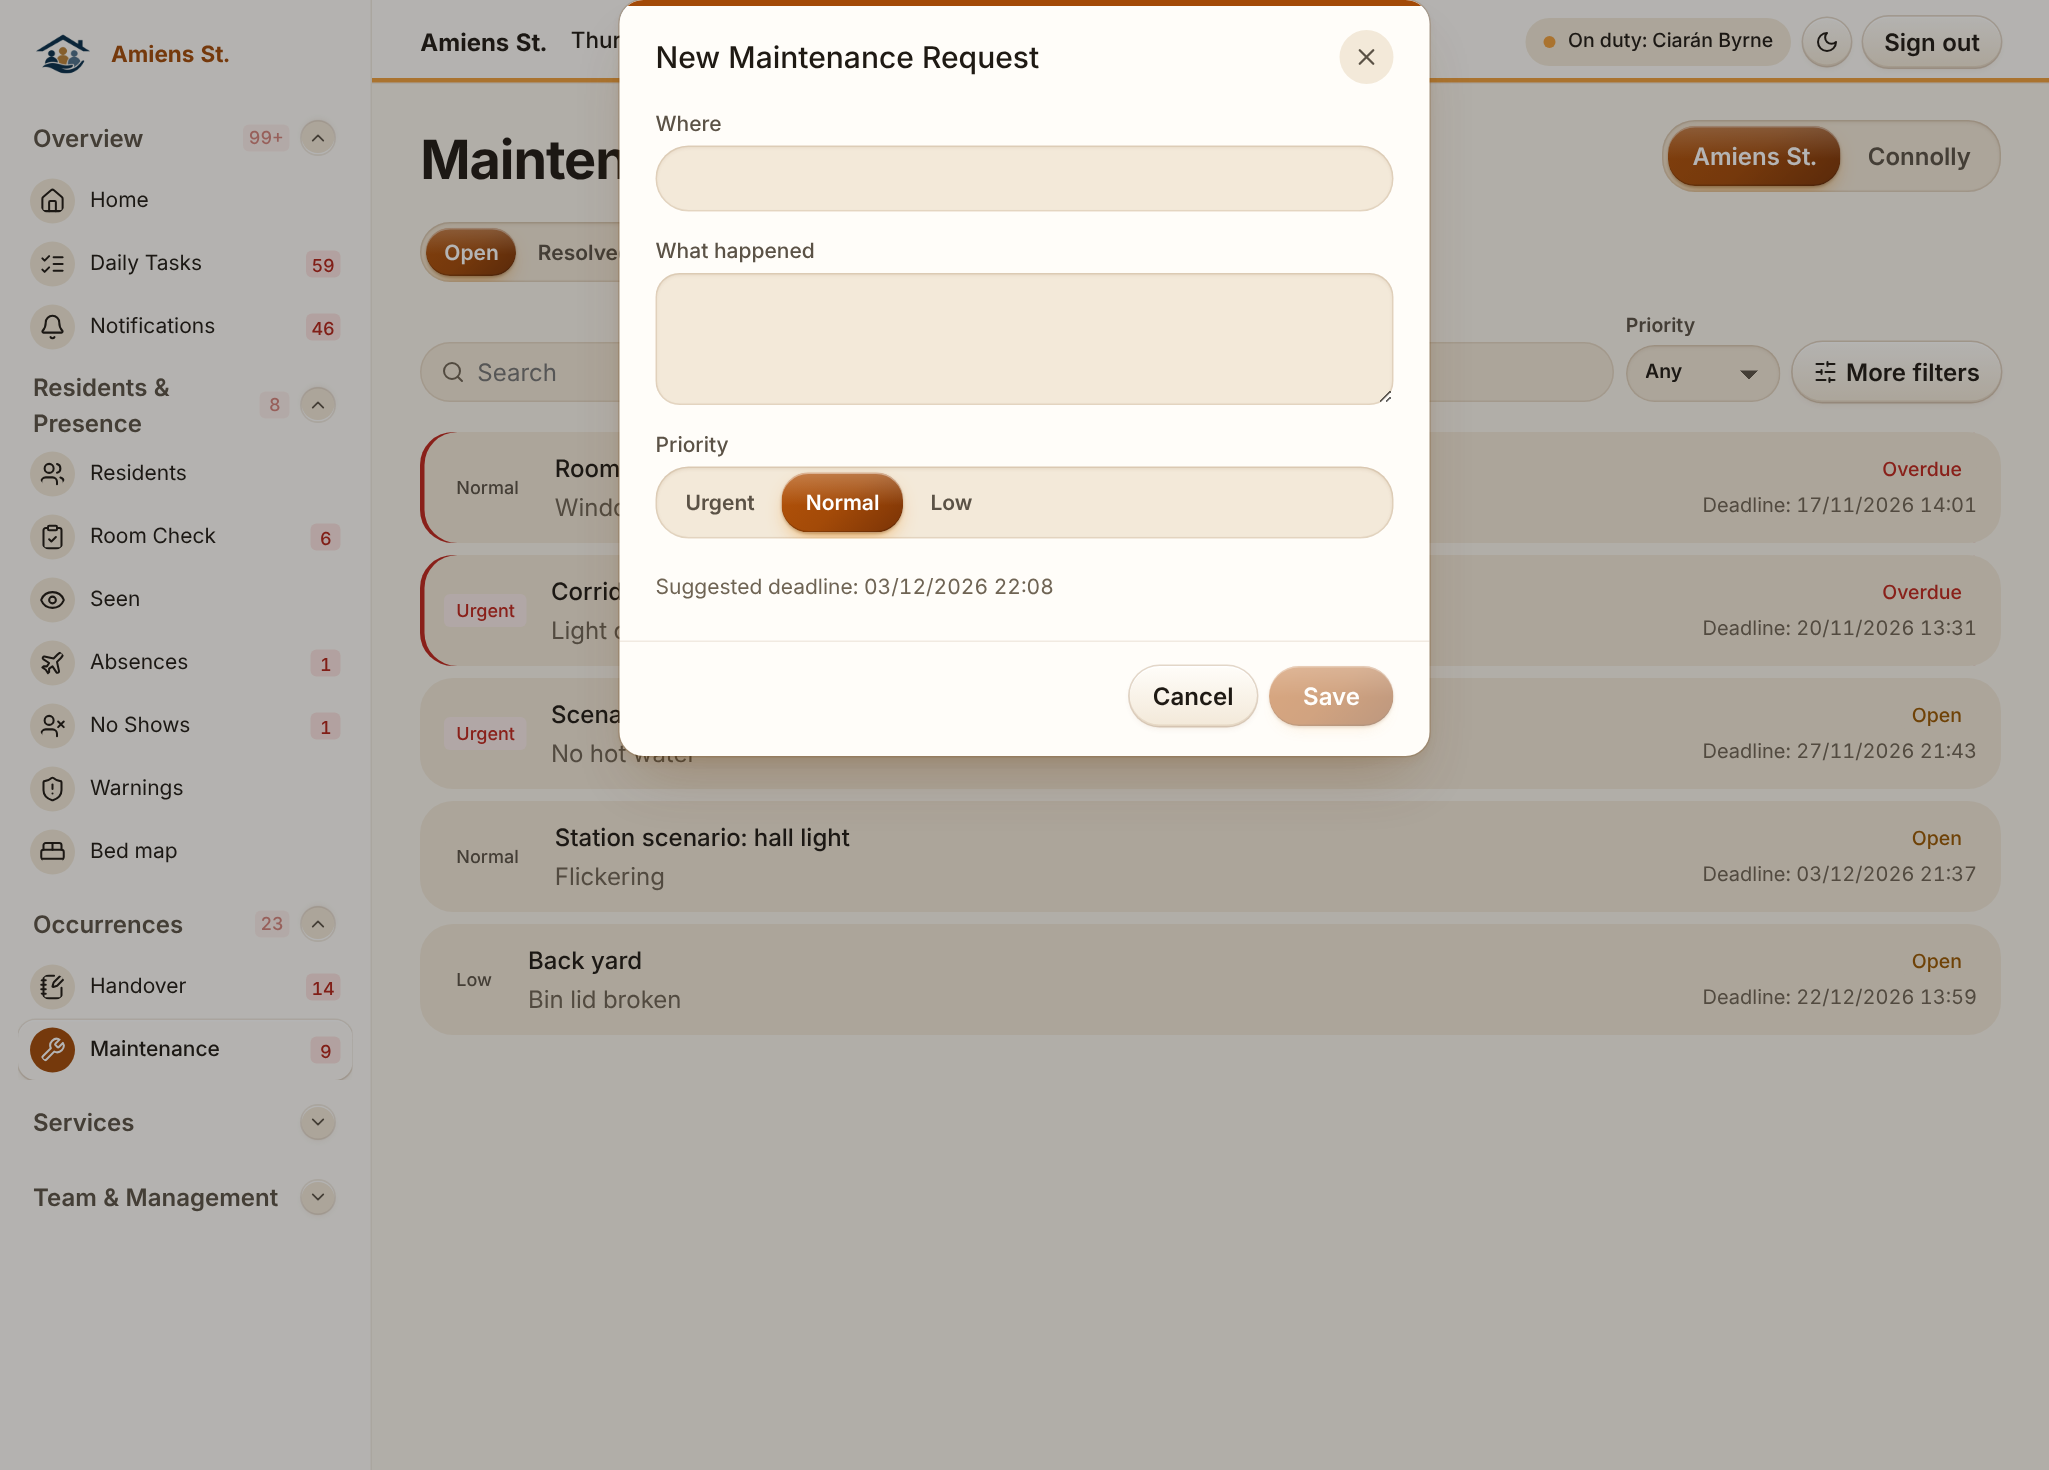 Amiens St.
Overview 99+
Home
Daily Tasks 59
Notifications 46
Residents &
Presence 8
Residents
Room Check 6
Seen
Absences 1
No Shows 1
Warnings
Bed map
Occurrences 23
Handover 14
Maintenance 9
Services
Team & Management
Amiens St.
On duty: Ciarán Byrne
Sign out
Amiens St. Connolly
Open
Search
Priority
Any
More filters
New Maintenance Request
Where
What happened
Priority
Urgent Normal Low
Suggested deadline: 03/12/2026 22:08
Cancel Save
Normal
Room
Overdue
Deadline: 17/11/2026 14:01
Urgent
Light
Overdue
Deadline: 20/11/2026 13:31
Urgent
No hot water
Open
Deadline: 27/11/2026 21:43
Normal
Station scenario: hall light
Flickering
Open
Deadline: 03/12/2026 21:37
Low
Back yard
Bin lid broken
Open
Deadline: 22/12/2026 13:59